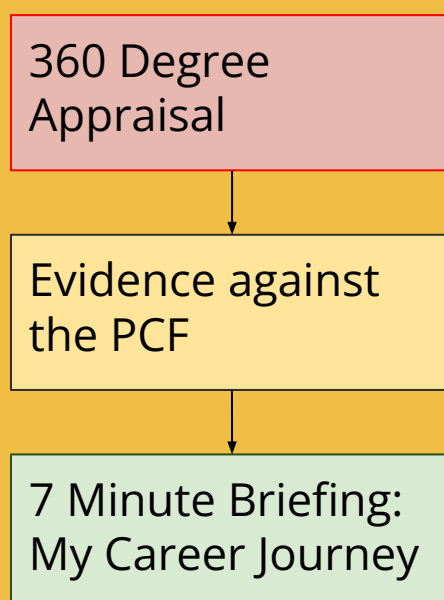 360 Degree
Appraisal
Evidence against
the PCF
7 Minute Briefing:
My Career Journey